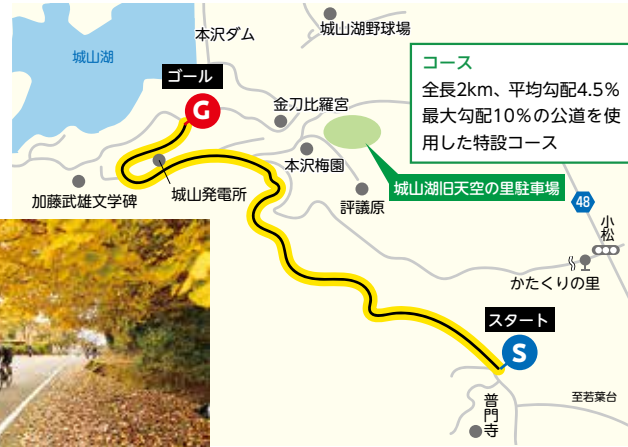 城山湖
本沢ダム
城山湖野球場
ゴール
G
金刀比羅宮
コース
全長2km、平均勾配4.5%
最大勾配10%の公道を使
用した特設コース
本沢梅園
城山湖旧天空の里駐車場
加藤武雄文学碑
城山発電所
評議原
48
小松
かたくりの里
スタート
S
至若葉台
普門寺